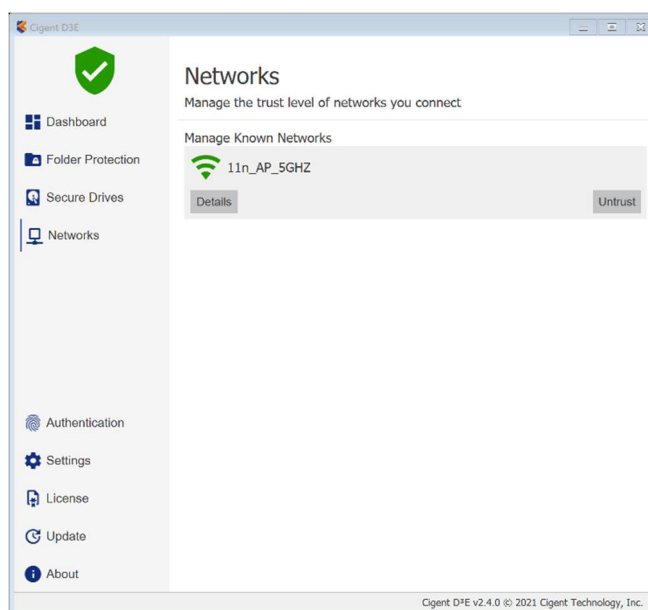 Cigent D3E
Networks
Manage the trust level of networks you connect
Dashboard
Folder Protection
Secure Drives
Networks
Manage Known Networks
11n_AP_5GHZ
Details
Untrust
Authentication
Settings
License
Update
About
Cigent D³E v2.4.0 © 2021 Cigent Technology, Inc.